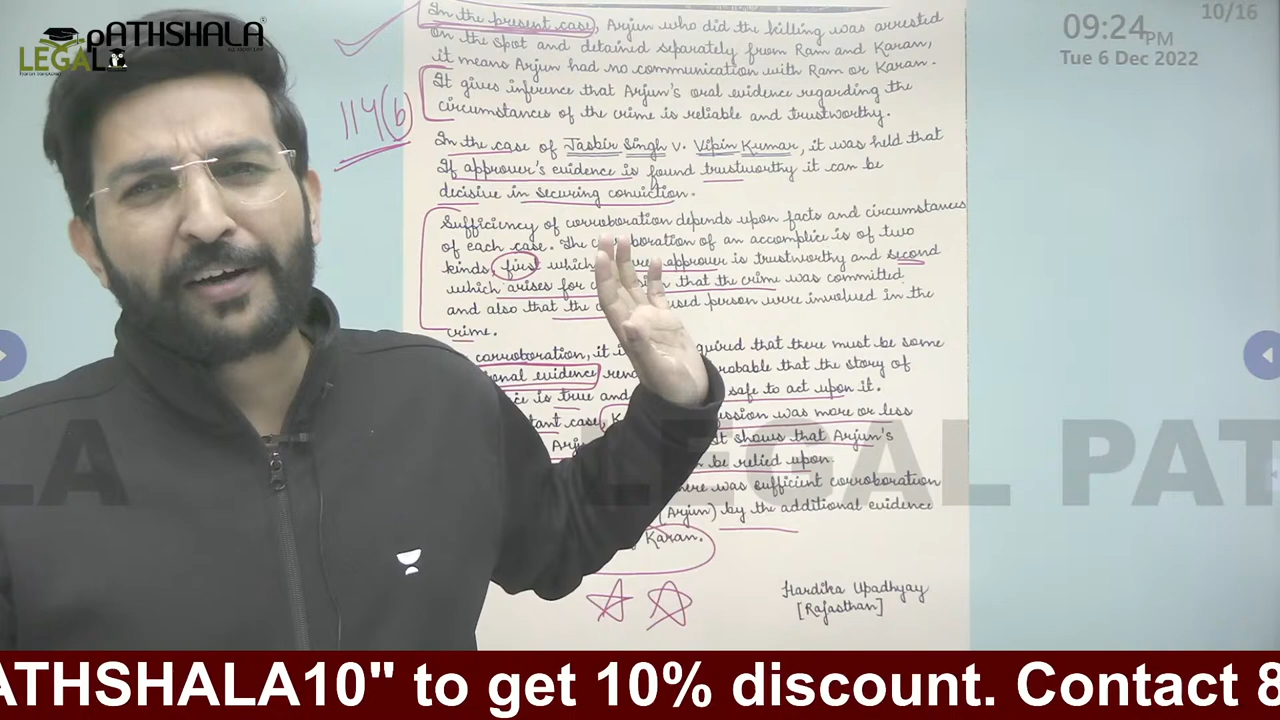 LEGAL pATHSHALA
10/16
09:24 PM
Tue 6 Dec 2022
In the present case, Arjun who did the killing was arrested
on the spot and detained separately from Ram and Karan,
it means Arjun had no communication with Ram or Karan.
It gives inference that Arjun's oral evidence regarding the
circumstances of the crime is reliable and trustworthy.
114(b)
In the case of Jasbir Singh v. Vipin Kumar, it was held that
If approver's evidence is found trustworthy it can be
decisive in securing conviction.
Sufficiency of corroboration depends upon facts and circumstances
of each case. The corroboration of an accomplice is of two
kinds, first which approver is trustworthy and second
which arises for that the crime was committed
and also that the person were involved in the
crime.
corroboration, it required that there must be some
evidence probable that the story of
is true and safe to act upon it.
case, was more or less
shows that Arjun's
be relied upon.
there was sufficient corroboration
(Arjun) by the additional evidence
Karan.
Hardika Upadhyay
[Rajasthan]
LA LEGAL PAT
ATHSHALA10" to get 10% discount. Contact 8